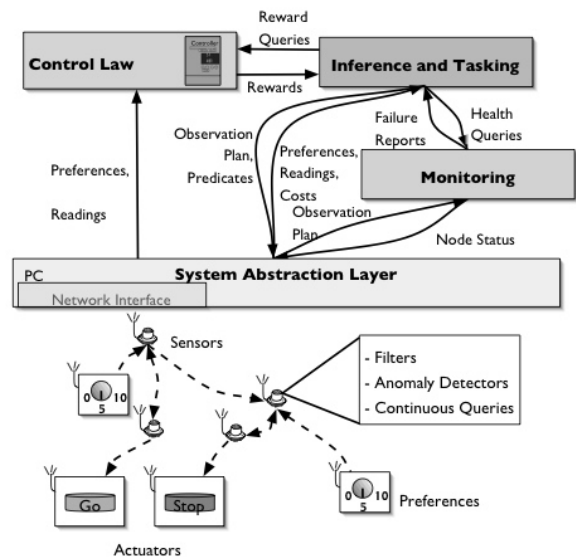 Reward
Queries
Control Law
Controller
Inference and Tasking
Rewards
Observation
Plan,
Predicates
Preferences,
Readings,
Costs
Failure
Reports
Health
Queries
Monitoring
Preferences,
Readings
Observation
Plan
Node Status
PC
System Abstraction Layer
Network Interface
Sensors
0 5 10
- Filters
- Anomaly Detectors
- Continuous Queries
Go
Stop
0 5 10
Preferences
Actuators